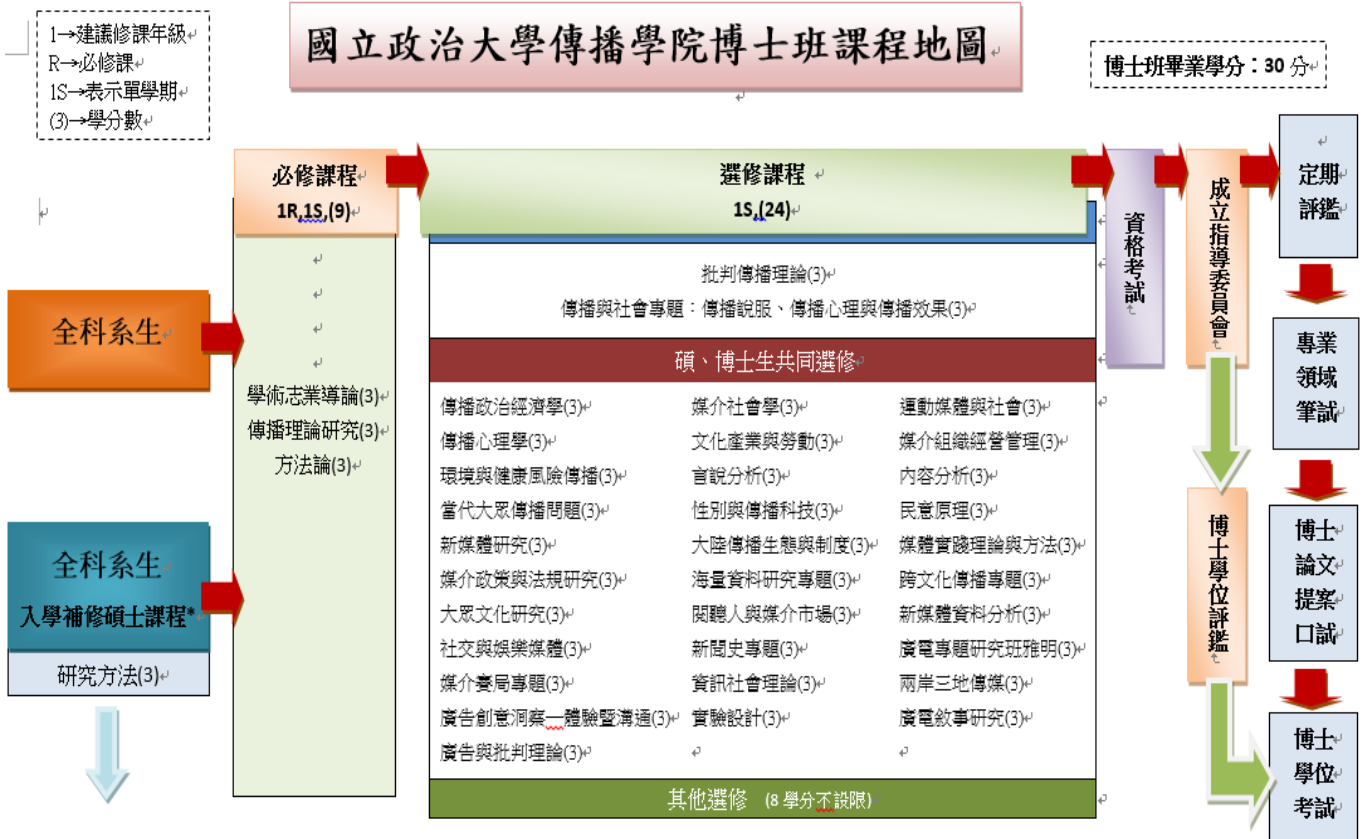 1→建議修課年級
R→必修課
1S→表示單學期
(3)→學分數
國立政治大學傳播學院博士班課程地圖
博士班畢業學分：30 分
必修課程
1R,1S,(9)
選修課程
1S,(24)
資格考試
成立指導委員會
定期
評鑑
全科系生
學術志業導論(3)
傳播理論研究(3)
方法論(3)
全科系生
入學補修碩士課程*
研究方法(3)
批判傳播理論(3)
傳播與社會專題：傳播說服、傳播心理與傳播效果(3)
碩、博士生共同選修
傳播政治經濟學(3) 媒介社會學(3) 運動媒體與社會(3)
傳播心理學(3) 文化產業與勞動(3) 媒介組織經營管理(3)
環境與健康風險傳播(3) 言說分析(3) 內容分析(3)
當代大眾傳播問題(3) 性別與傳播科技(3) 民意原理(3)
新媒體研究(3) 大陸傳播生態與制度(3) 媒體實踐理論與方法(3)
媒介政策與法規研究(3) 海量資料研究專題(3) 跨文化傳播專題(3)
大眾文化研究(3) 閱聽人與媒介市場(3) 新媒體資料分析(3)
社交與娛樂媒體(3) 新聞史專題(3) 廣電專題研究班雅明(3)
媒介賽局專題(3) 資訊社會理論(3) 兩岸三地傳媒(3)
廣告創意洞察—體驗暨溝通(3) 實驗設計(3) 廣電敘事研究(3)
廣告與批判理論(3)
其他選修 (8 學分不設限)
博士學位評鑑
專業
領域
筆試
博士
論文
提案
口試
博士
學位
考試